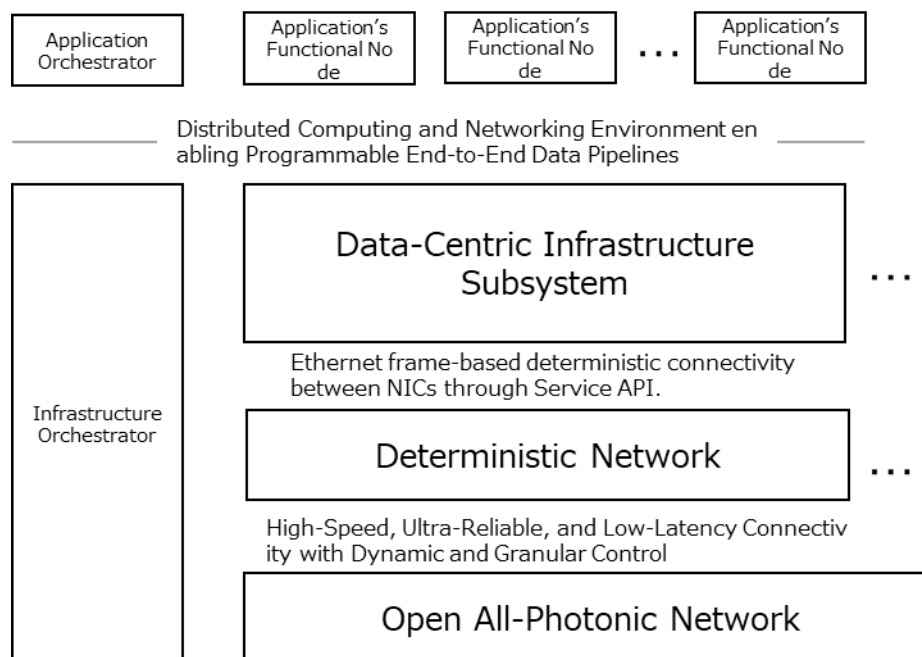 Application
Orchestrator
Application's
Functional No
de
Application's
Functional No
de
...
Application's
Functional No
de
Distributed Computing and Networking Environment en
abling Programmable End-to-End Data Pipelines
Infrastructure
Orchestrator
Data-Centric Infrastructure
Subsystem
...
Ethernet frame-based deterministic connectivity
between NICs through Service API.
Deterministic Network
...
High-Speed, Ultra-Reliable, and Low-Latency Connectiv
ity with Dynamic and Granular Control
Open All-Photonic Network